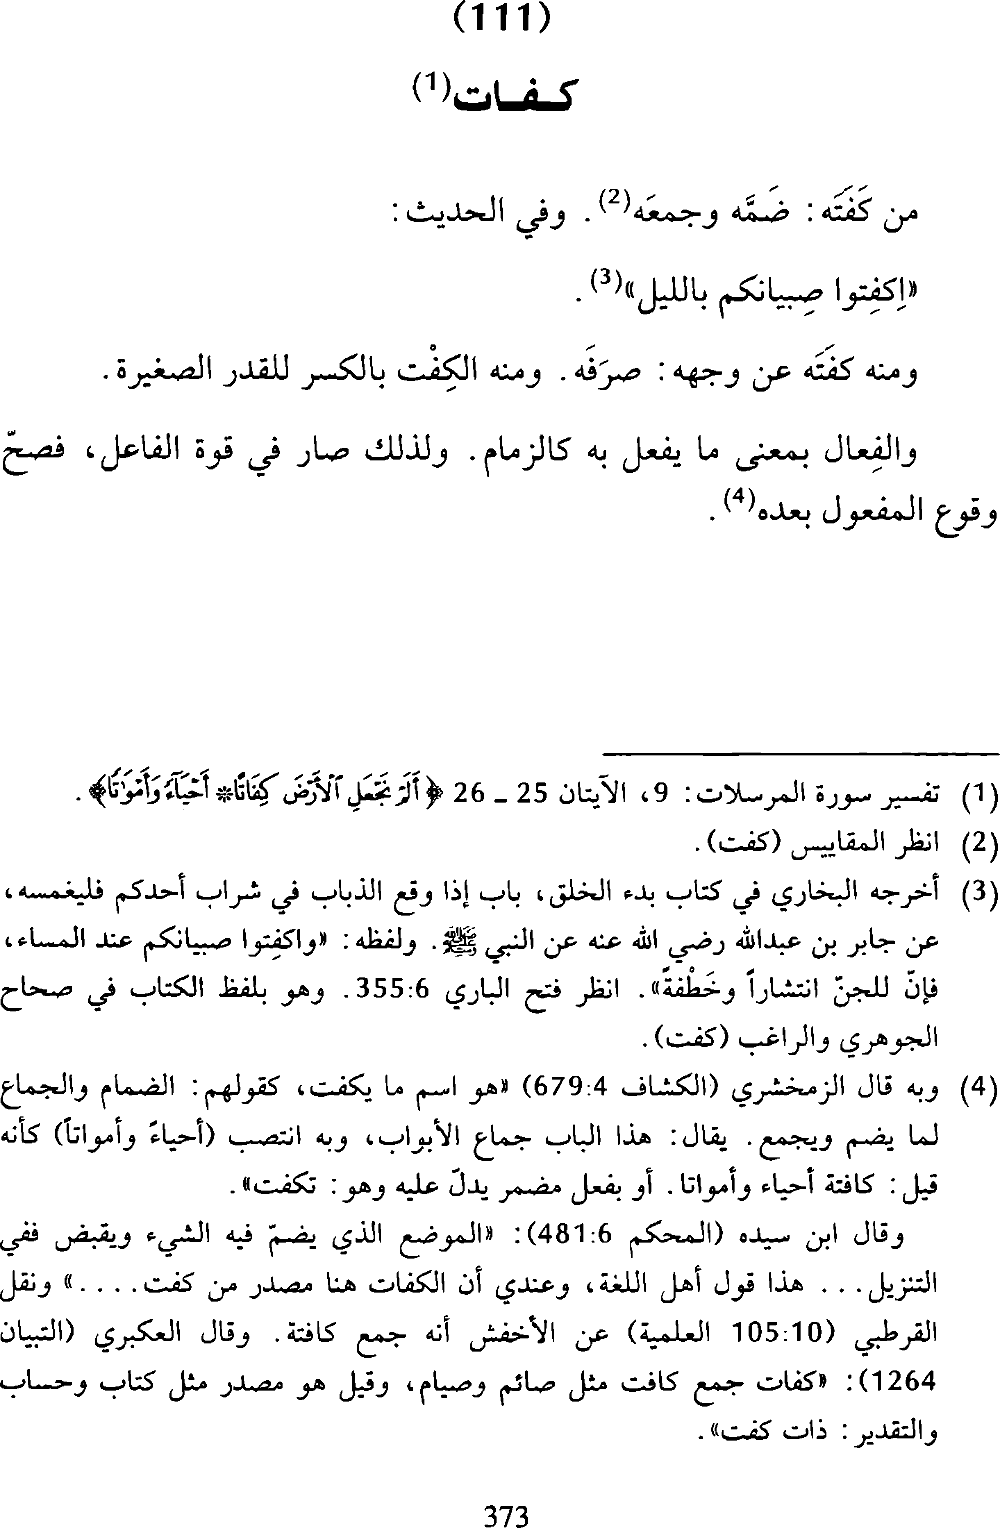 (111)
كـفـات(1)
من كَفَتَه: ضَمَّه وجمعَه(2). وفي الحديث:
«اِكفِتوا صِبيانكم بالليل»(3).
ومنه كفَتَه عن وجهه: صرَفَه. ومنه الكِفْت بالكسر للقدر الصغيرة.
والفِعال بمعنى ما يفعل به كالزمام. ولذلك صار في قوة الفاعل، فصحّ
وقوع المفعول بعده(4).
(1) تفسير سورة المرسلات: 9، الآيتان 25 ـ 26 ﴿أَلَمْ نَجْعَلِ ٱلْأَرْضَ كِفَاتًا* أَحْيَآءً وَأَمْوَٰتًا﴾.
(2) انظر المقاييس (كفت).
(3) أخرجه البخاري في كتاب بدء الخلق، باب إذا وقع الذباب في شراب أحدكم فليغمسه،
عن جابر بن عبدالله رضي الله عنه عن النبي ﷺ. ولفظه: «واكفِتوا صبيانكم عند المساء،
فإنّ للجنّ انتشاراً وخَطْفةً». انظر فتح الباري 355:6. وهو بلفظ الكتاب في صحاح
الجوهري والراغب (كفت).
(4) وبه قال الزمخشري (الكشاف 679:4) «هو اسم ما يكفت، كقولهم: الضمام والجماع
لما يضم ويجمع. يقال: هذا الباب جماع الأبواب، وبه انتصب (أحياءً وأمواتاً) كأنه
قيل: كافتة أحياء وأمواتا. أو بفعل مضمر يدلّ عليه وهو: تكفت».
وقال ابن سيده (المحكم 481:6): «الموضع الذي يضمّ فيه الشيء ويقبض ففي
التنزيل... هذا قول أهل اللغة، وعندي أن الكفات هنا مصدر من كفت....» ونقل
القرطبي (105:10 العلمية) عن الأخفش أنه جمع كافتة. وقال العكبري (التبيان
1264): «كفات جمع كافت مثل صائم وصيام، وقيل هو مصدر مثل كتاب وحساب
والتقدير: ذات كفت».
373